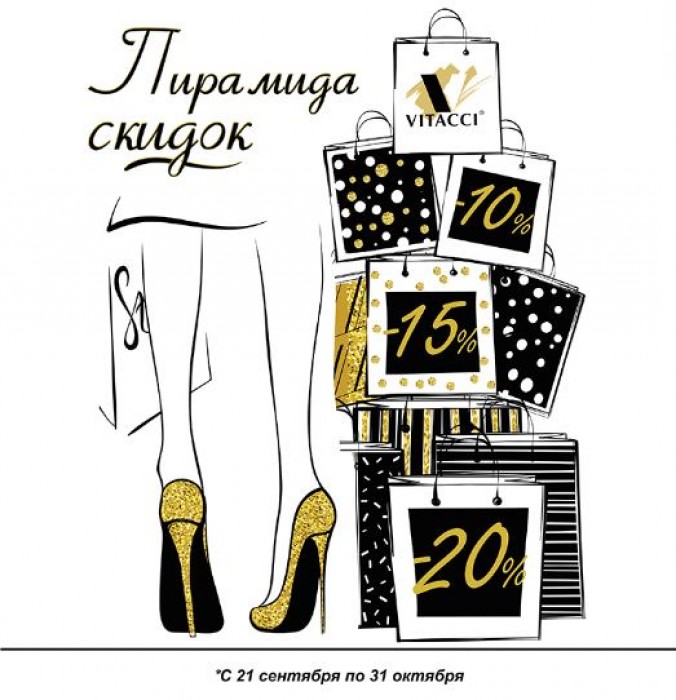 Пирамида
скидок
VITACCI®
-10%
-15%
-20%
*С 21 сентября по 31 октября